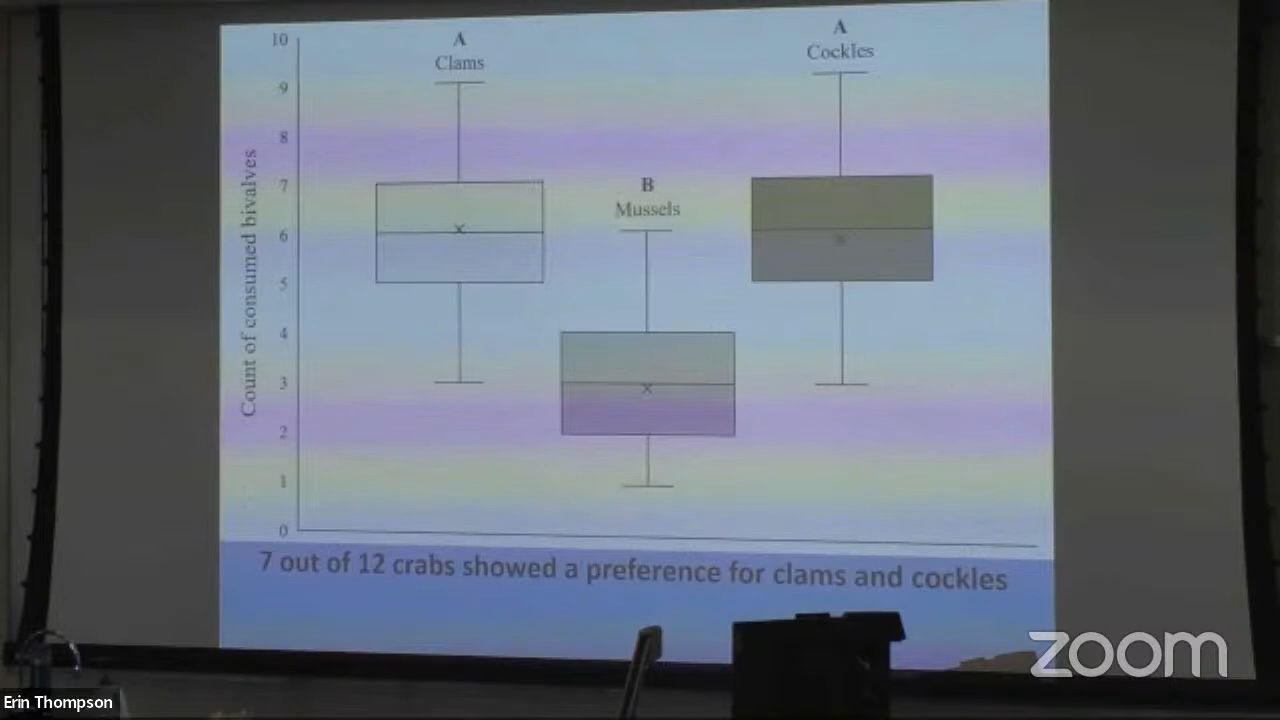 10
9
8
7
6
5
4
3
2
1
0
Count of consumed bivalves
A
Clams
B
Mussels
A
Cockles
7 out of 12 crabs showed a preference for clams and cockles
zoom
Erin Thompson